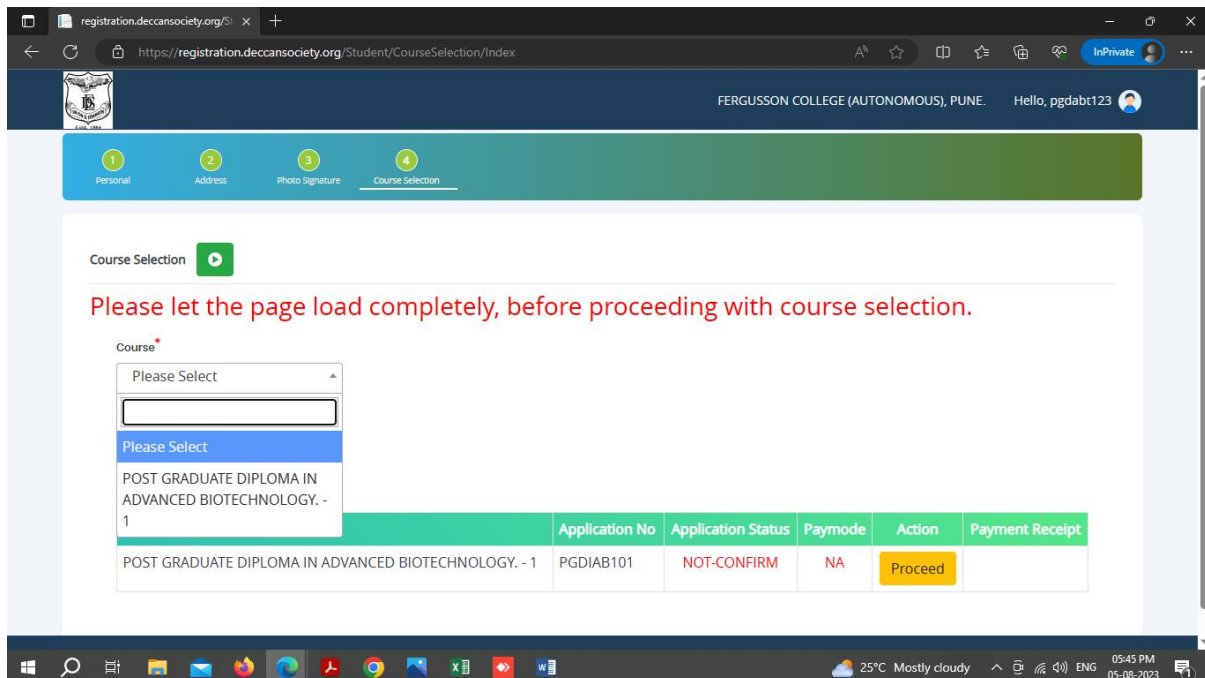 registration.deccansociety.org/St
https://registration.deccansociety.org/Student/CourseSelection/Index
InPrivate
FERGUSSON COLLEGE (AUTONOMOUS), PUNE. Hello, pgdabt123
1 2 3 4
Personal Address Photo Signature Course Selection
Course Selection
Please let the page load completely, before proceeding with course selection.
Course*
Please Select
Please Select
POST GRADUATE DIPLOMA IN
ADVANCED BIOTECHNOLOGY. -
1
Application No Application Status Paymode Action Payment Receipt
POST GRADUATE DIPLOMA IN ADVANCED BIOTECHNOLOGY. - 1 PGDIAB101 NOT-CONFIRM NA Proceed
25°C Mostly cloudy ENG 05:45 PM
05-08-2023